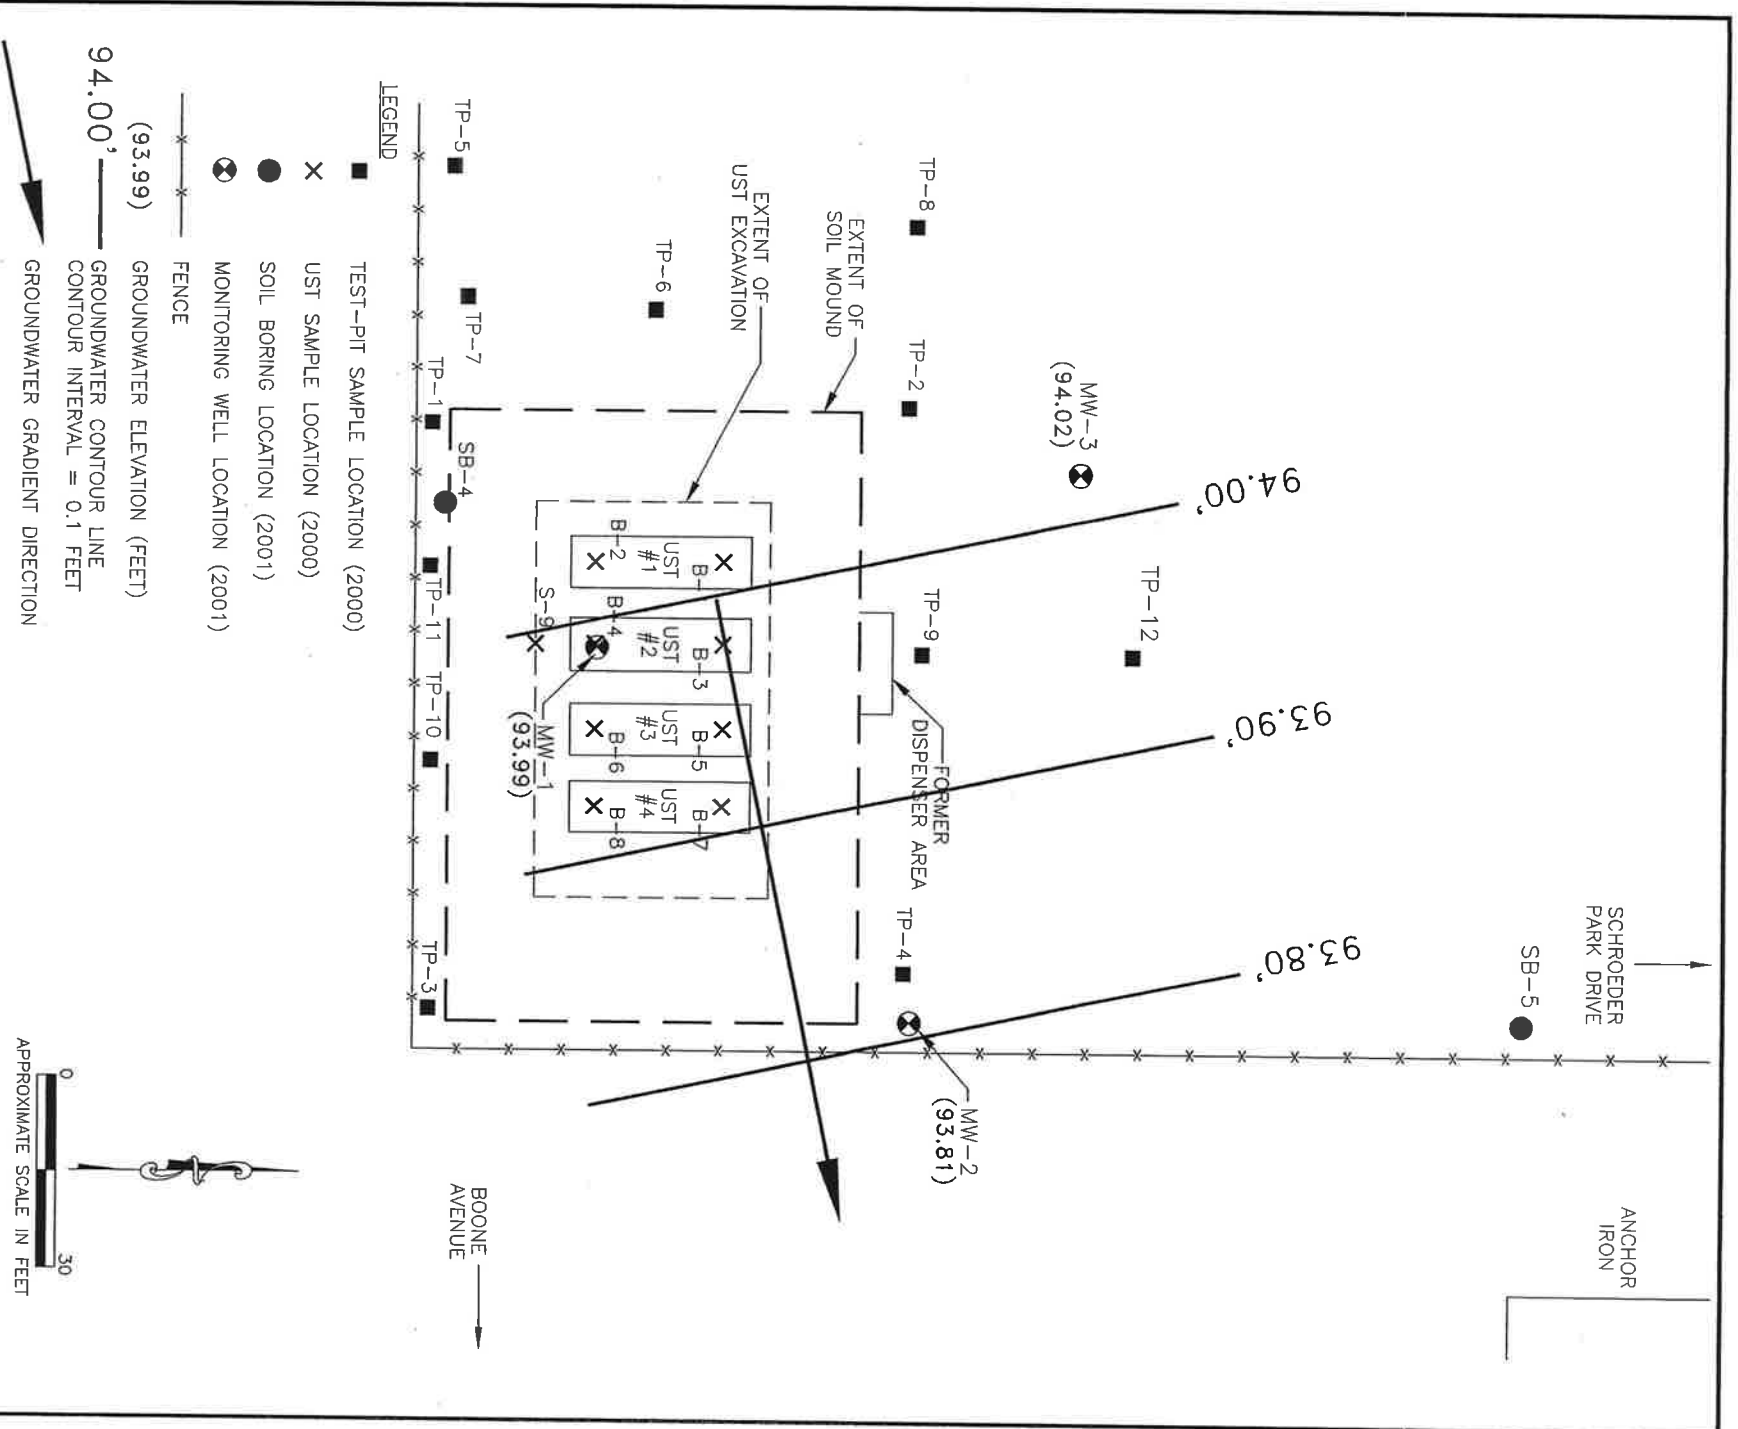 SCHROEDER
PARK DRIVE
SB-5
ANCHOR
IRON
94.00'
93.90'
93.80'
MW-3
(94.02)
TP-12
TP-8
TP-2
TP-9
FORMER
DISPENSER AREA
TP-4
MW-2
(93.81)
EXTENT OF
SOIL MOUND
EXTENT OF
UST EXCAVATION
TP-6
B-1
UST
#1
B-2
B-3
UST
#2
B-4
B-5
UST
#3
B-6
B-7
UST
#4
B-8
S-9
MW-1
(93.99)
TP-5
TP-7
TP-1
SB-4
TP-11
TP-10
TP-3
BOONE
AVENUE
LEGEND
TEST-PIT SAMPLE LOCATION (2000)
UST SAMPLE LOCATION (2000)
SOIL BORING LOCATION (2001)
MONITORING WELL LOCATION (2001)
FENCE
(93.99) GROUNDWATER ELEVATION (FEET)
94.00' GROUNDWATER CONTOUR LINE
CONTOUR INTERVAL = 0.1 FEET
GROUNDWATER GRADIENT DIRECTION
0 30
APPROXIMATE SCALE IN FEET